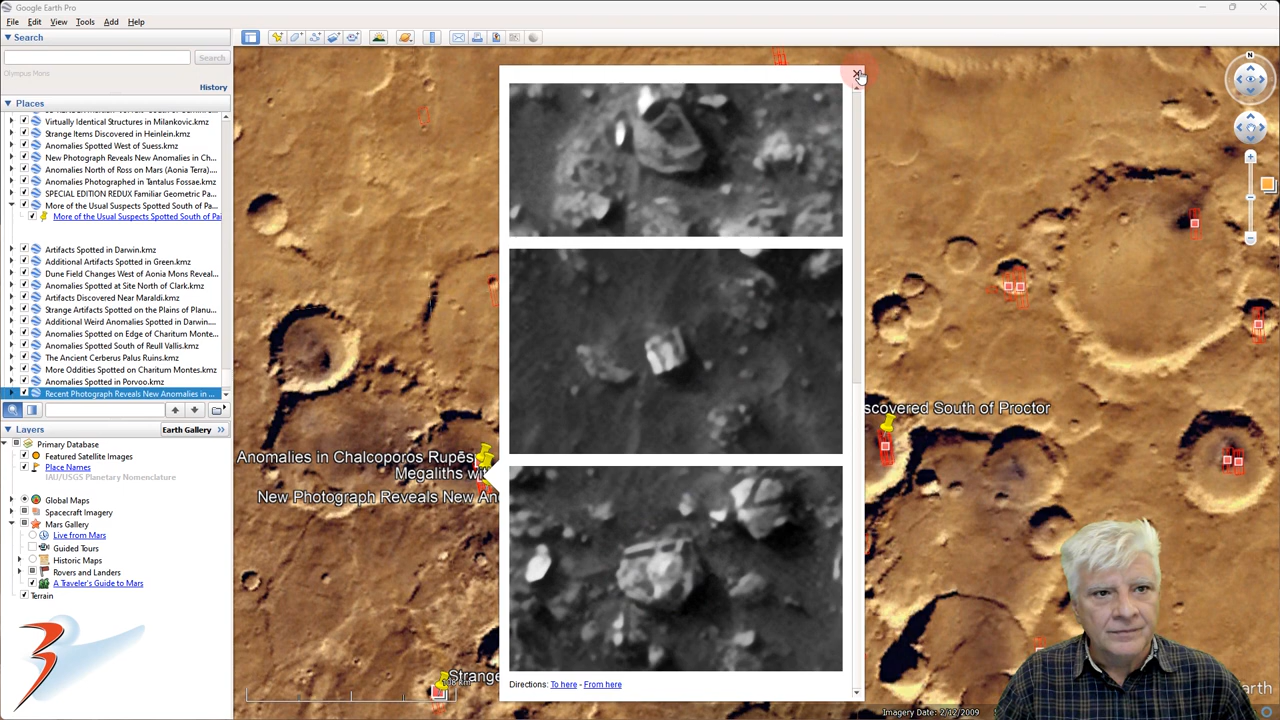 Google Earth Pro
File Edit View Tools Add Help
Search
Search
Olympus Mons
History
Places
Virtually Identical Structures in Milankovic.kmz
Strange Items Discovered in Heinlein.kmz
Anomalies Spotted West of Suess.kmz
New Photograph Reveals New Anomalies in Ch...
Anomalies North of Ross on Mars (Aonia Terra)....
Anomalies Photographed in Tantalus Fossae.kmz
SPECIAL EDITION REDUX Familiar Geometric Pa...
More of the Usual Suspects Spotted South of Pa...
More of the Usual Suspects Spotted South of Pai
Artifacts Spotted in Darwin.kmz
Additional Artifacts Spotted in Green.kmz
Dune Field Changes West of Aonia Mons Reveal...
Anomalies Spotted at Site North of Clark.kmz
Artifacts Discovered Near Maraldi.kmz
Strange Artifacts Spotted on the Plains of Planu...
Additional Weird Anomalies Spotted in Darwin....
Anomalies Spotted on Edge of Charitum Monte...
Anomalies Spotted South of Reull Vallis.kmz
The Ancient Cerberus Palus Ruins.kmz
More Oddities Spotted on Charitum Montes.kmz
Anomalies Spotted in Porvoo.kmz
Recent Photograph Reveals New Anomalies in ...
Layers
Earth Gallery >>
Primary Database
Featured Satellite Images
Place Names
IAU/USGS Planetary Nomenclature
Global Maps
Spacecraft Imagery
Mars Gallery
Live from Mars
Guided Tours
Historic Maps
Rovers and Landers
A Traveler's Guide to Mars
Terrain
N
scovered South of Proctor
Anomalies in Chalcoporos Rupes
Megaliths wit
New Photograph Reveals New An
Strange
Directions: To here - From here
Imagery Date: 2/12/2009
arth